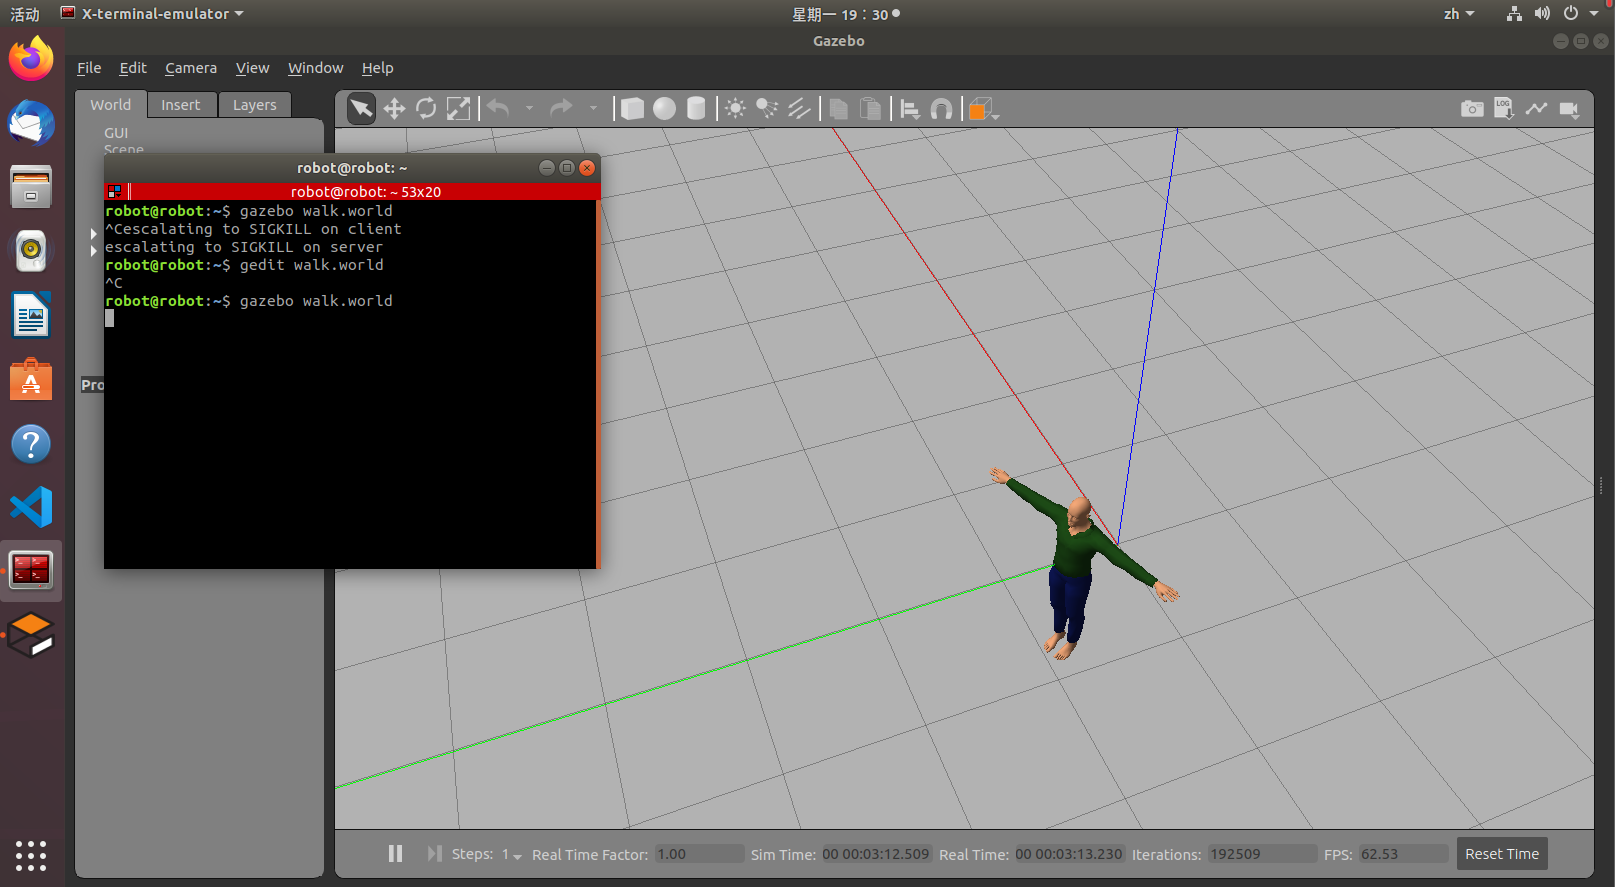 活动 X-terminal-emulator 星期一 19：30 zh
Gazebo
File Edit Camera View Window Help
World Insert Layers
GUI
Scene
LOG
robot@robot: ~
robot@robot: ~ 53x20
robot@robot:~$ gazebo walk.world
^Cescalating to SIGKILL on client
escalating to SIGKILL on server
robot@robot:~$ gedit walk.world
^C
robot@robot:~$ gazebo walk.world
Pro
Steps: 1 Real Time Factor: 1.00 Sim Time: 00 00:03:12.509 Real Time: 00 00:03:13.230 Iterations: 192509 FPS: 62.53 Reset Time